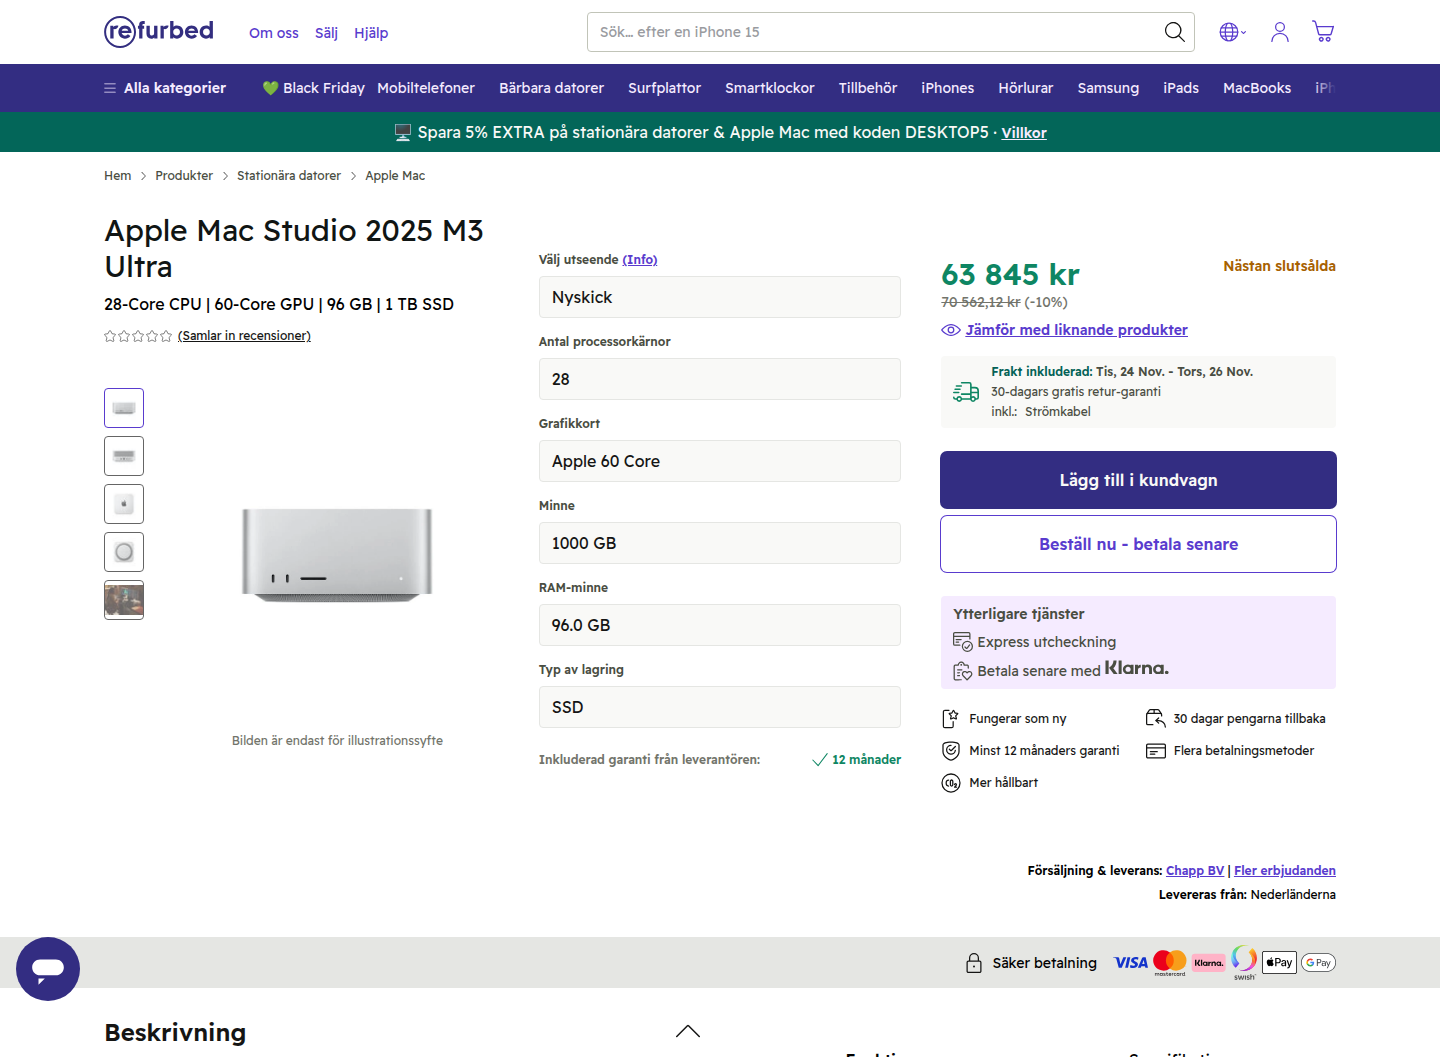 refurbed
Om oss
Sälj
Hjälp
Sök... efter en iPhone 15
Alla kategorier
💚 Black Friday
Mobiltelefoner
Bärbara datorer
Surfplattor
Smartklockor
Tillbehör
iPhones
Hörlurar
Samsung
iPads
MacBooks
🖥️ Spara 5% EXTRA på stationära datorer & Apple Mac med koden DESKTOP5 · Villkor
Hem > Produkter > Stationära datorer > Apple Mac
Apple Mac Studio 2025 M3
Ultra
28-Core CPU | 60-Core GPU | 96 GB | 1 TB SSD
(Samlar in recensioner)
Bilden är endast för illustrationssyfte
Välj utseende (Info)
Nyskick
Antal processorkärnor
28
Grafikkort
Apple 60 Core
Minne
1000 GB
RAM-minne
96.0 GB
Typ av lagring
SSD
Inkluderad garanti från leverantören:
12 månader
63 845 kr
Nästan slutsålda
70 562,12 kr (-10%)
Jämför med liknande produkter
Frakt inkluderad: Tis, 24 Nov. - Tors, 26 Nov.
30-dagars gratis retur-garanti
inkl.: Strömkabel
Lägg till i kundvagn
Beställ nu - betala senare
Ytterligare tjänster
Express utcheckning
Betala senare med Klarna.
Fungerar som ny
30 dagar pengarna tillbaka
Minst 12 månaders garanti
Flera betalningsmetoder
Mer hållbart
Försäljning & leverans: Chapp BV | Fler erbjudanden
Levereras från: Nederländerna
Säker betalning
VISA
mastercard
Klarna.
swish
Pay
G Pay
Beskrivning